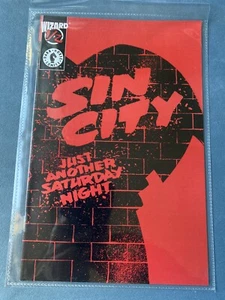 WIZARD
1/2
SIN
CITY
JUST
ANOTHER
SATURDAY
NIGHT